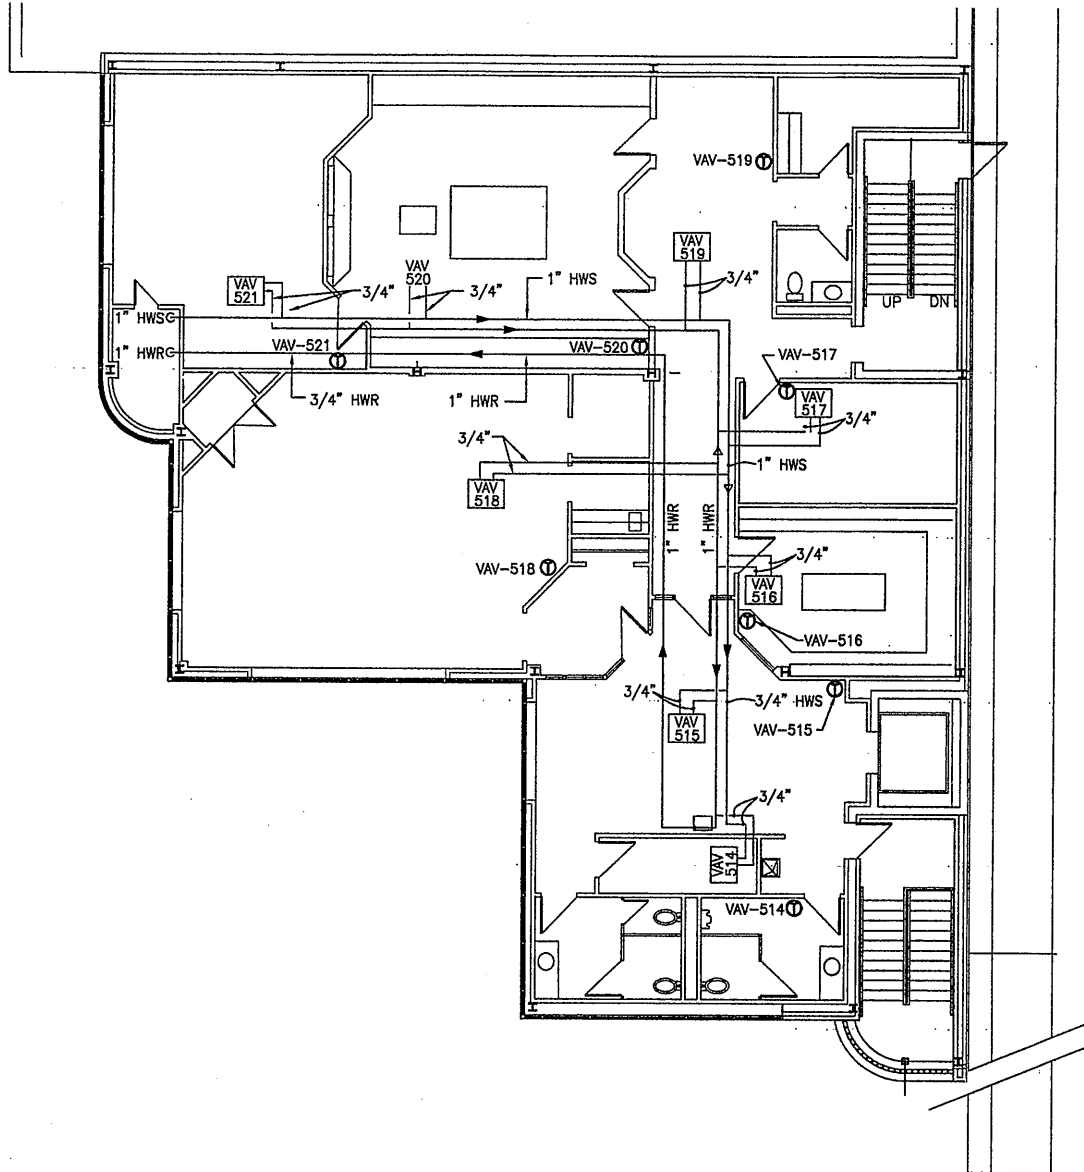 VAV-519
VAV
519
3/4"
VAV
520
3/4"
1" HWS
VAV
521
3/4"
1" HWS
1" HWR
VAV-521
VAV-520
3/4" HWR
1" HWR
UP
DN
VAV-517
VAV
517
3/4"
3/4"
1" HWS
VAV
518
1" HWR
1" HWR
VAV-518
3/4"
VAV
516
VAV-516
3/4"
3/4" HWS
VAV
515
VAV-515
3/4"
VAV
514
VAV-514